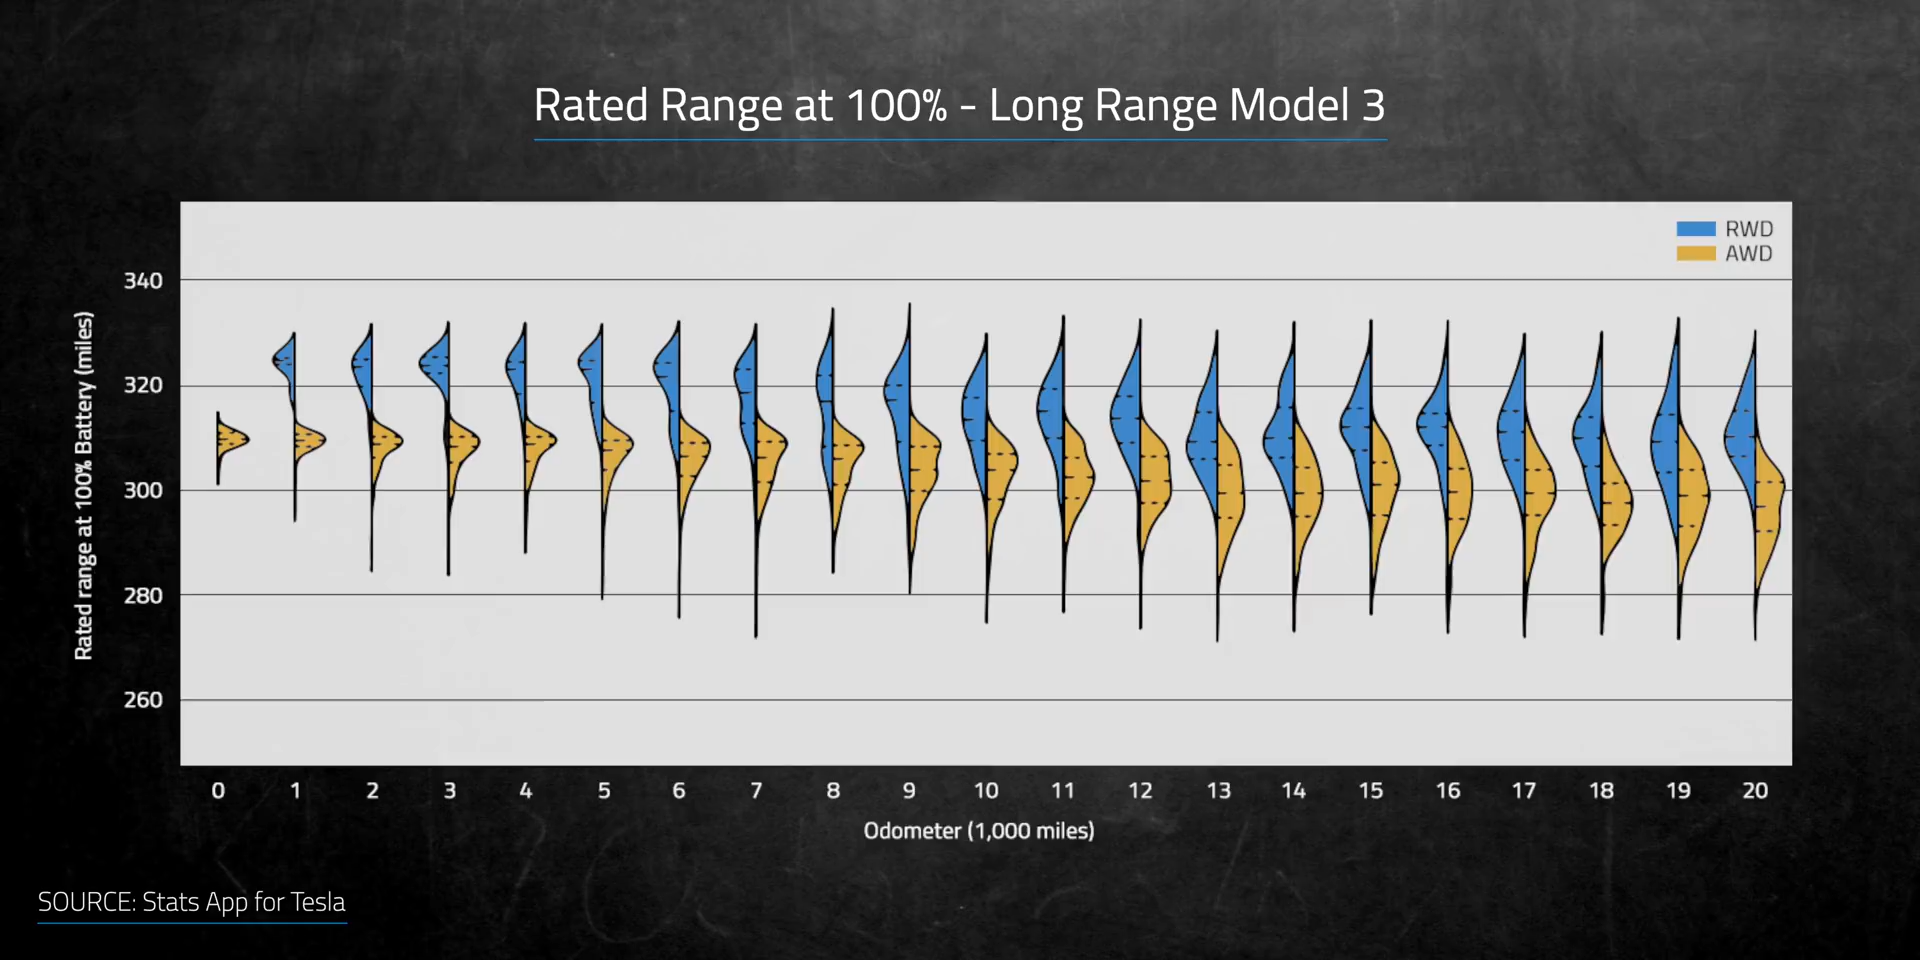 Rated Range at 100% - Long Range Model 3
RWD
AWD
Rated range at 100% Battery (miles)
340
320
300
280
260
0 1 2 3 4 5 6 7 8 9 10 11 12 13 14 15 16 17 18 19 20
Odometer (1,000 miles)
SOURCE: Stats App for Tesla